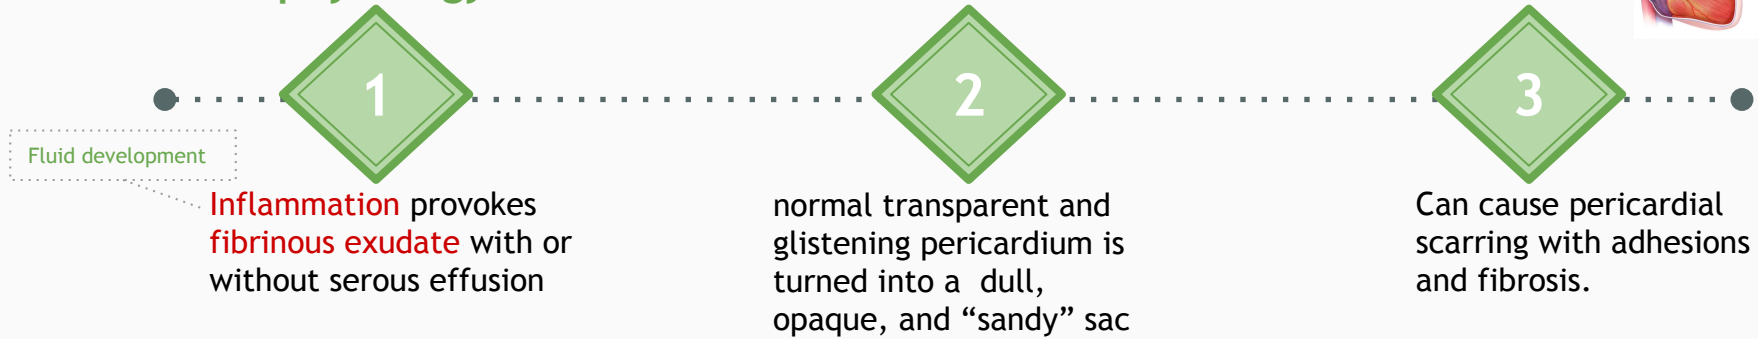 1
2
3
Fluid development
Inflammation provokes
fibrinous exudate with or
without serous effusion
normal transparent and
glistening pericardium is
turned into a  dull,
opaque, and “sandy” sac
Can cause pericardial
scarring with adhesions
and fibrosis.